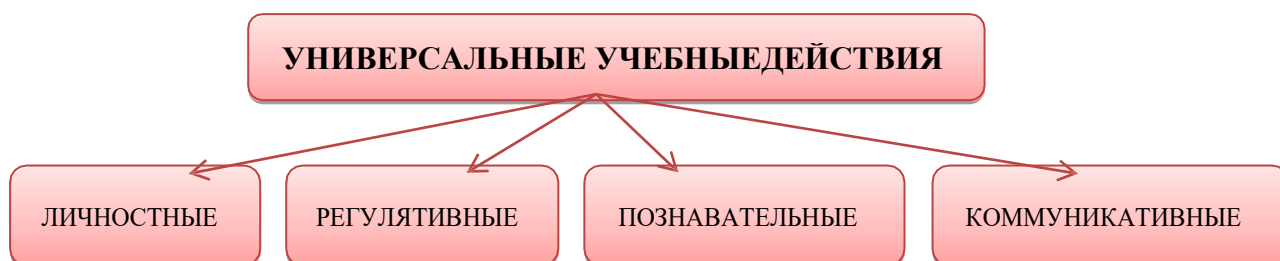 УНИВЕРСАЛЬНЫЕ УЧЕБНЫЕДЕЙСТВИЯ
ЛИЧНОСТНЫЕ
РЕГУЛЯТИВНЫЕ
ПОЗНАВАТЕЛЬНЫЕ
КОММУНИКАТИВНЫЕ